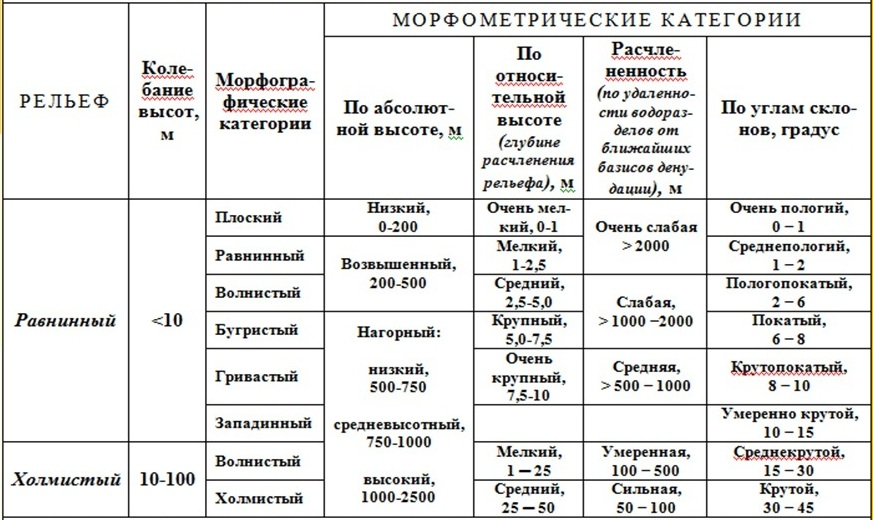 МОРФОМЕТРИЧЕСКИЕ КАТЕГОРИИ
РЕЛЬЕФ
Коле-
бание
высот,
м
Морфогра-
фические
категории
По абсолют-
ной высоте, м
По
относи-
тельной
высоте
(глубине
расчленения
рельефа), м
Расчле-
ненность
(по удаленно-
сти водораз-
делов от
ближайших
базисов дену-
дации), м
По углам скло-
нов, градус
Равнинный
<10
Плоский
Низкий,
0-200
Очень мел-
кий, 0-1
Очень слабая
> 2000
Очень пологий,
0 – 1
Равнинный
Возвышенный,
200-500
Мелкий,
1-2,5
Среднепологий,
1 – 2
Волнистый
Средний,
2,5-5,0
Слабая,
> 1000 –2000
Пологопокатый,
2 – 6
Бугристый
Нагорный:
низкий,
500-750
средневысотный,
750-1000
высокий,
1000-2500
Крупный,
5,0-7,5
Покатый,
6 – 8
Гривастый
Очень
крупный,
7,5-10
Средняя,
> 500 – 1000
Крутопокатый,
8 – 10
Западинный
Умеренно крутой,
10 – 15
Холмистый
10-100
Волнистый
Мелкий,
1 — 25
Умеренная,
100 – 500
Среднекрутой,
15 – 30
Холмистый
Средний,
25 — 50
Сильная,
50 – 100
Крутой,
30 – 45